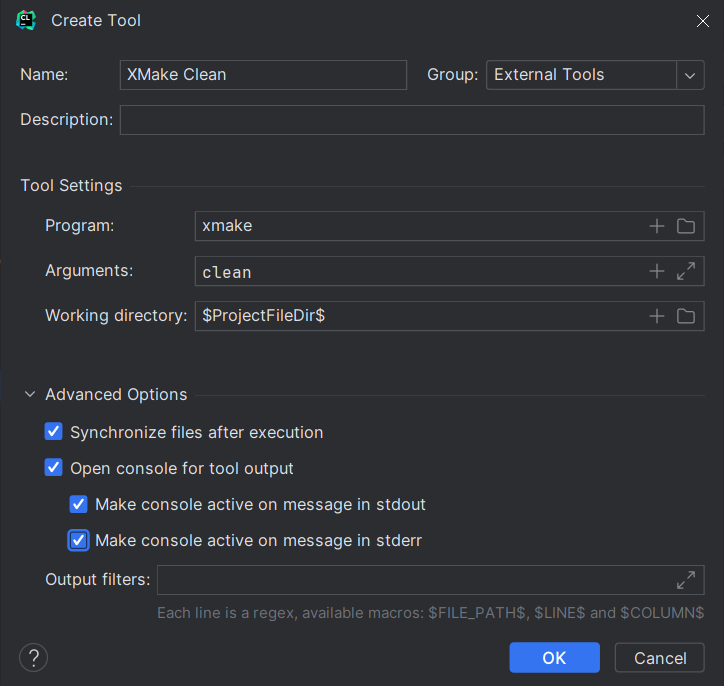 CL
Create Tool
Name: XMake Clean Group: External Tools
Description:
Tool Settings
Program: xmake
Arguments: clean
Working directory: $ProjectFileDir$
Advanced Options
Synchronize files after execution
Open console for tool output
Make console active on message in stdout
Make console active on message in stderr
Output filters:
Each line is a regex, available macros: $FILE_PATH$, $LINE$ and $COLUMN$
? OK Cancel